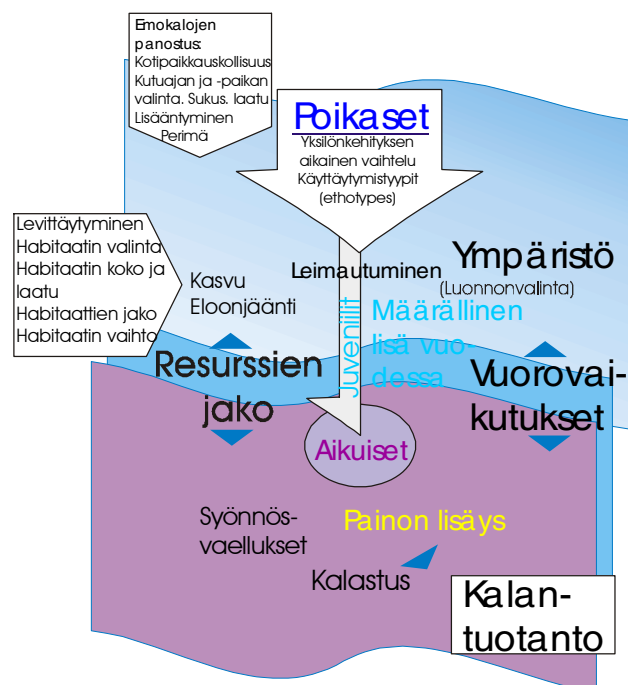 Emokalojen
panostus:
Kotipaikkauskollisuus
Kutuajan ja -paikan
valinta. Sukus. laatu
Lisääntyminen
Perimä
Poikaset
Yksilönkehityksen
aikainen vaihtelu
Käyttäytymistyypit
(ethotypes)
Levittäytyminen
Habitaatin valinta
Habitaatin koko ja
laatu
Habitaattien jako
Habitaatin vaihto
Kasvu
Eloonjäänti
Leimautuminen
Ympäristö
(Luonnonvalinta)
Juveniilit
Määrällinen
lisä vuo-
dessa
Resurssien
jako
Vuorovai-
kutukset
Aikuiset
Syönnös-
vaellukset
Painon lisäys
Kalastus
Kalan-
tuotanto